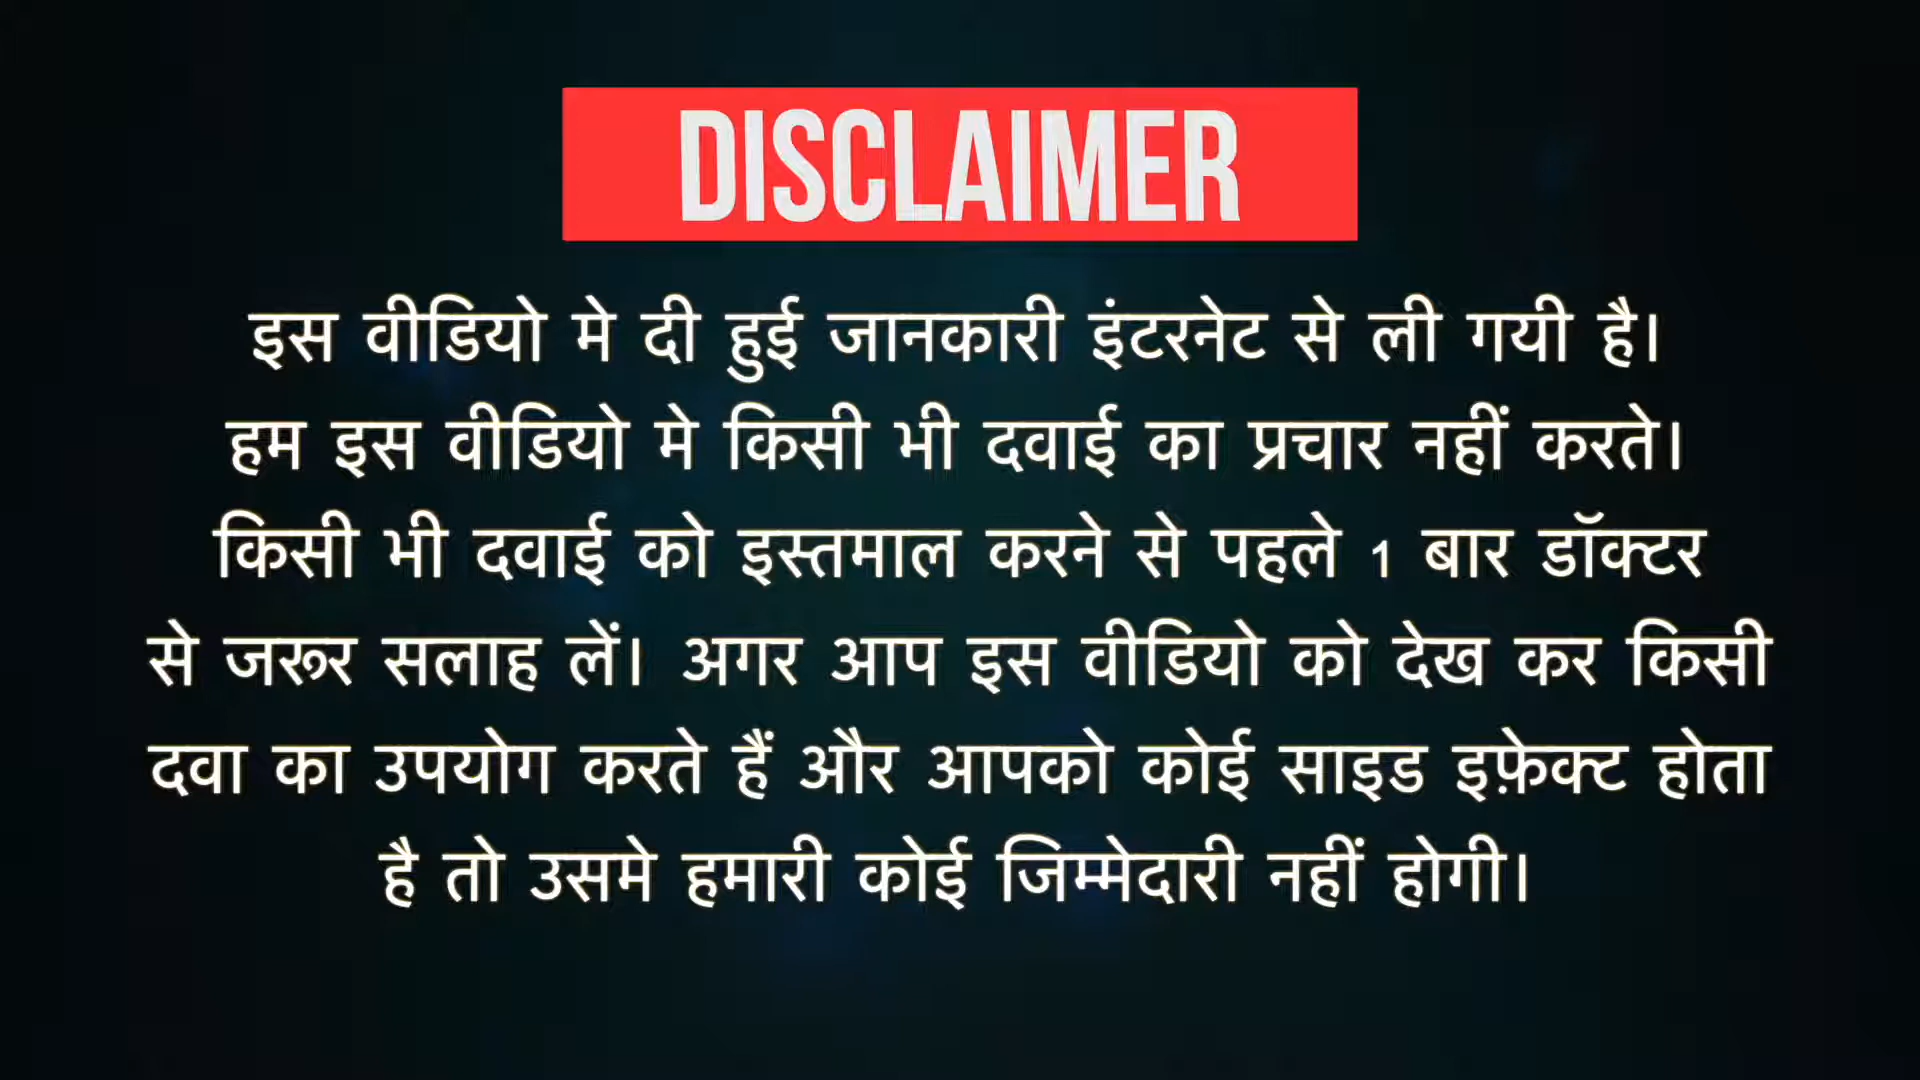 DISCLAIMER
इस वीडियो मे दी हुई जानकारी इंटरनेट से ली गयी है।
हम इस वीडियो मे किसी भी दवाई का प्रचार नहीं करते।
किसी भी दवाई को इस्तमाल करने से पहले 1 बार डॉक्टर
से जरूर सलाह लें। अगर आप इस वीडियो को देख कर किसी
दवा का उपयोग करते हैं और आपको कोई साइड इफ़ेक्ट होता
है तो उसमे हमारी कोई जिम्मेदारी नहीं होगी।